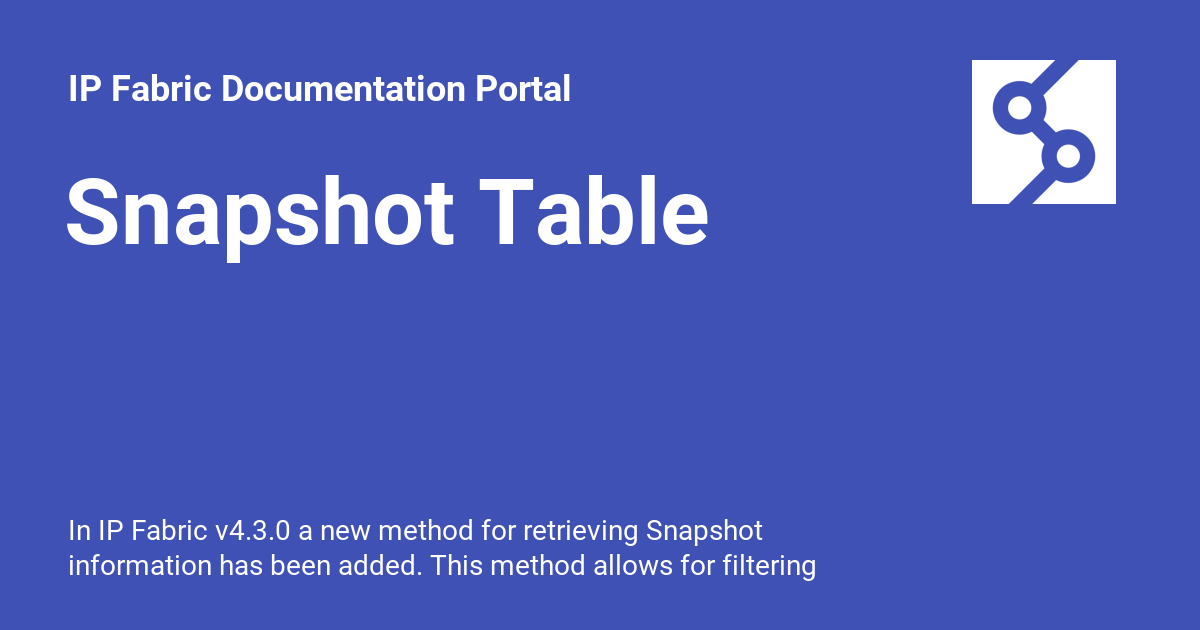 IP Fabric Documentation Portal
Snapshot Table
In IP Fabric v4.3.0 a new method for retrieving Snapshot
information has been added. This method allows for filtering